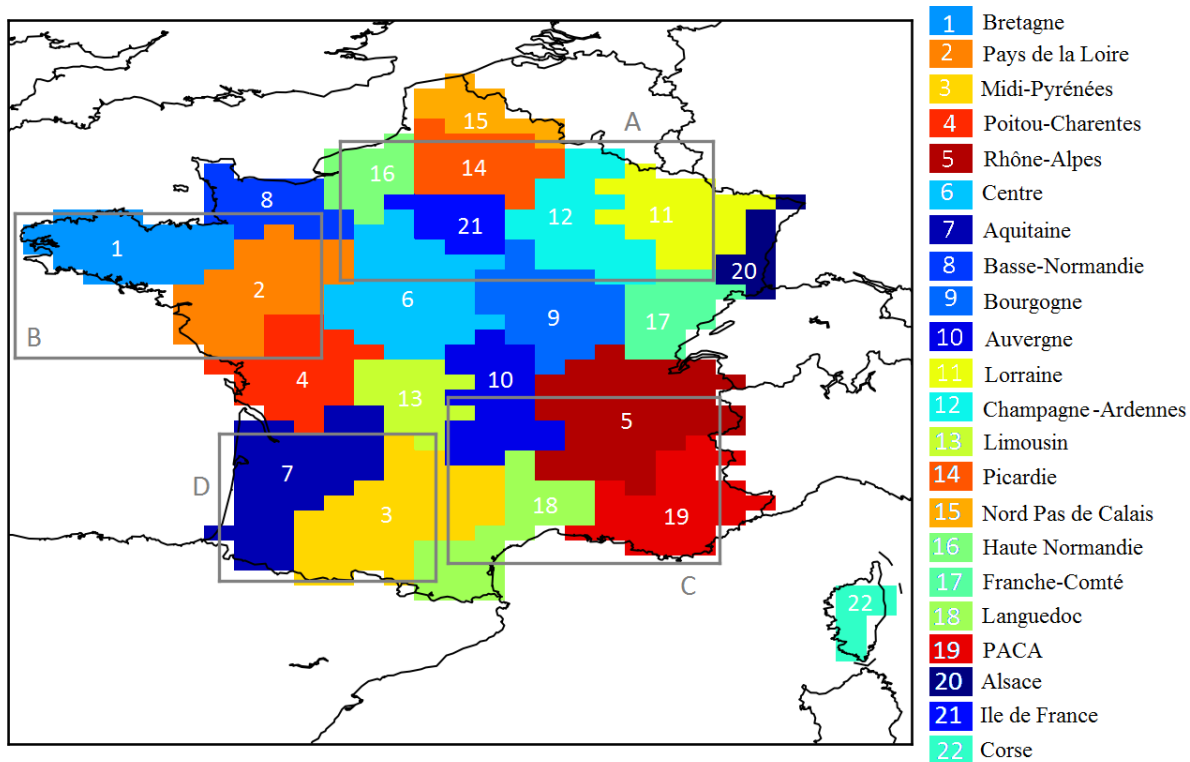 15
A
14
16
8
21
12
11
1
20
2
6
9
17
B
4
13
10
5
D
7
3
18
19
C
22
1 Bretagne
2 Pays de la Loire
3 Midi-Pyrénées
4 Poitou-Charentes
5 Rhône-Alpes
6 Centre
7 Aquitaine
8 Basse-Normandie
9 Bourgogne
10 Auvergne
11 Lorraine
12 Champagne-Ardennes
13 Limousin
14 Picardie
15 Nord Pas de Calais
16 Haute Normandie
17 Franche-Comté
18 Languedoc
19 PACA
20 Alsace
21 Ile de France
22 Corse